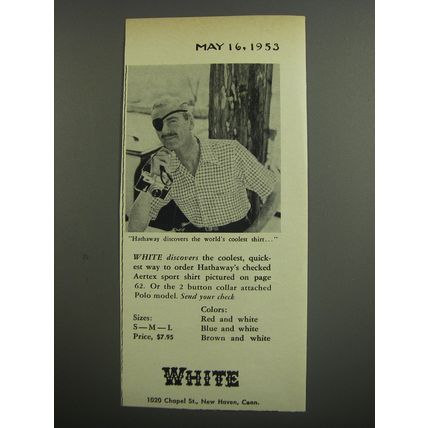 MAY 16, 1953
"Hathaway discovers the world's coolest shirt..."
WHITE discovers the coolest, quick-
est way to order Hathaway's checked
Aertex sport shirt pictured on page
62. Or the 2 button collar attached
Polo model. Send your check
Colors:
Sizes: Red and white
S—M—L Blue and white
Price, $7.95 Brown and white
WHITE
1020 Chapel St., New Haven, Conn.